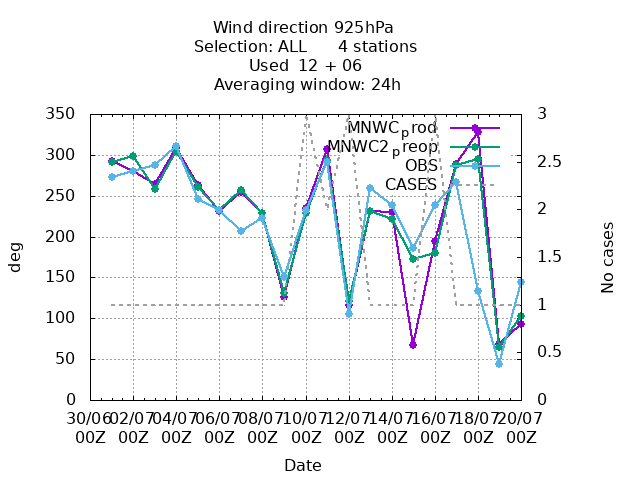 Wind direction 925hPa
Selection: ALL      4 stations
Used  12 + 06
Averaging window: 24h
350
300
250
200
150
100
50
0
deg
3
2.5
2
1.5
1
0.5
0
No cases
MNWCprod
MNWC2preop
OBS
CASES
30/06 02/07 04/07 06/07 08/07 10/07 12/07 14/07 16/07 18/07 20/07
00Z 00Z 00Z 00Z 00Z 00Z 00Z 00Z 00Z 00Z 00Z
Date